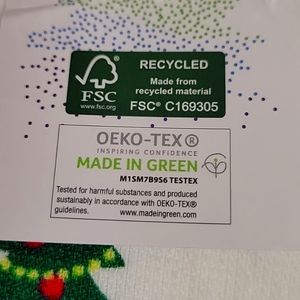 RECYCLED
Made from
recycled material
FSC
www.fsc.org
FSC® C169305
OEKO-TEX®
INSPIRING CONFIDENCE
MADE IN GREEN
M1SM7B9S6 TESTEX
Tested for harmful substances and produced
sustainably in accordance with OEKO-TEX®
guidelines. www.madeingreen.com